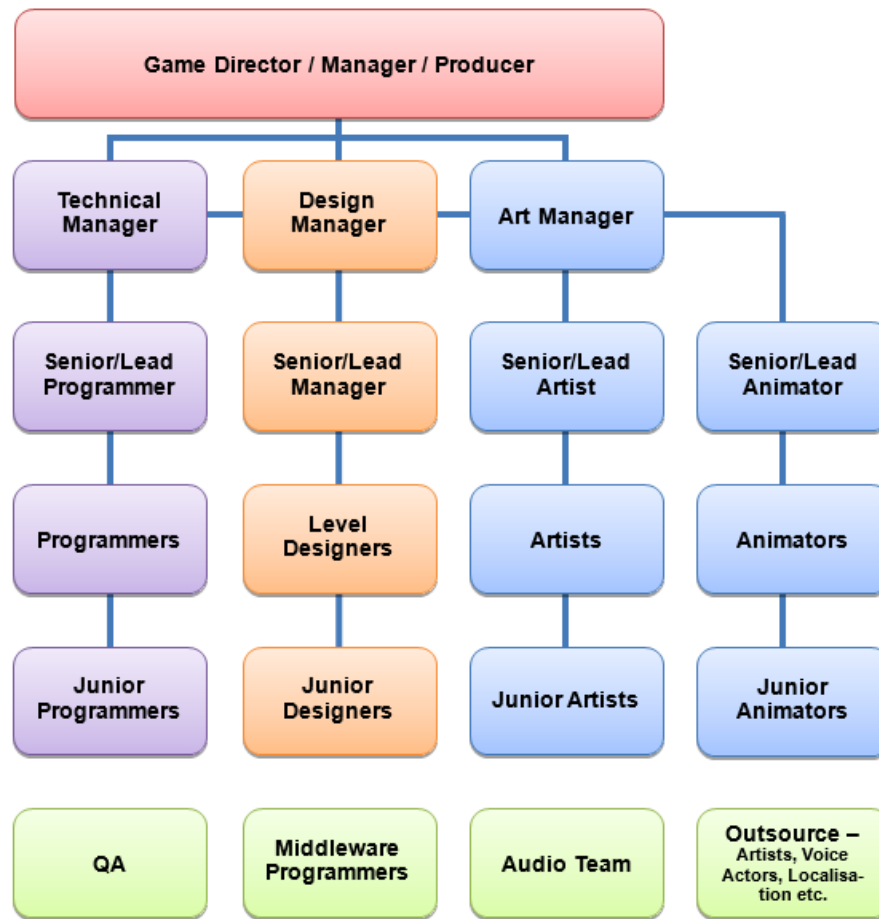 Game Director / Manager / Producer
Technical
Manager
Design
Manager
Art Manager
Senior/Lead
Programmer
Senior/Lead
Manager
Senior/Lead
Artist
Senior/Lead
Animator
Programmers
Level
Designers
Artists
Animators
Junior
Programmers
Junior
Designers
Junior Artists
Junior
Animators
QA
Middleware
Programmers
Audio Team
Outsource –
Artists, Voice
Actors, Localisa-
tion etc.